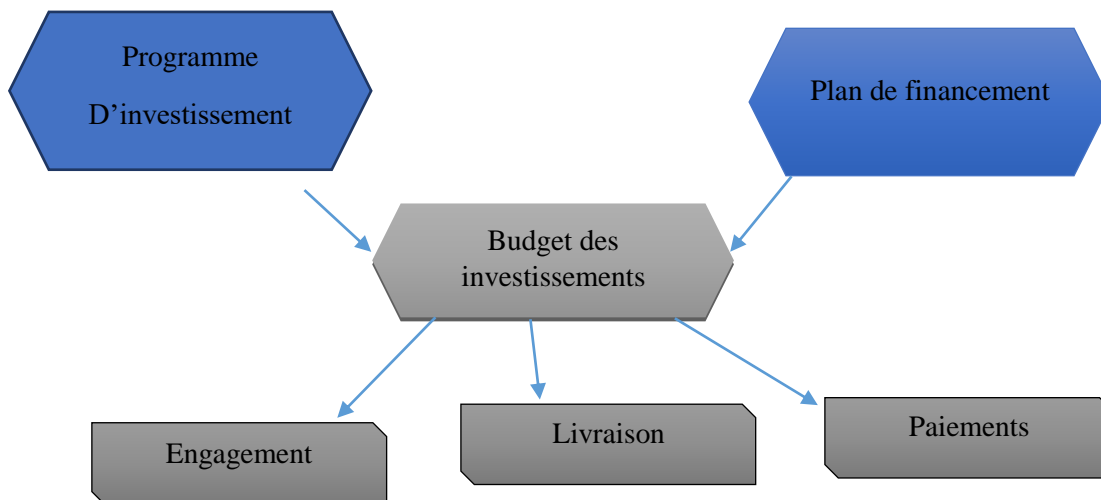 Programme
D’investissement
Plan de financement
Budget des
investissements
Engagement
Livraison
Paiements